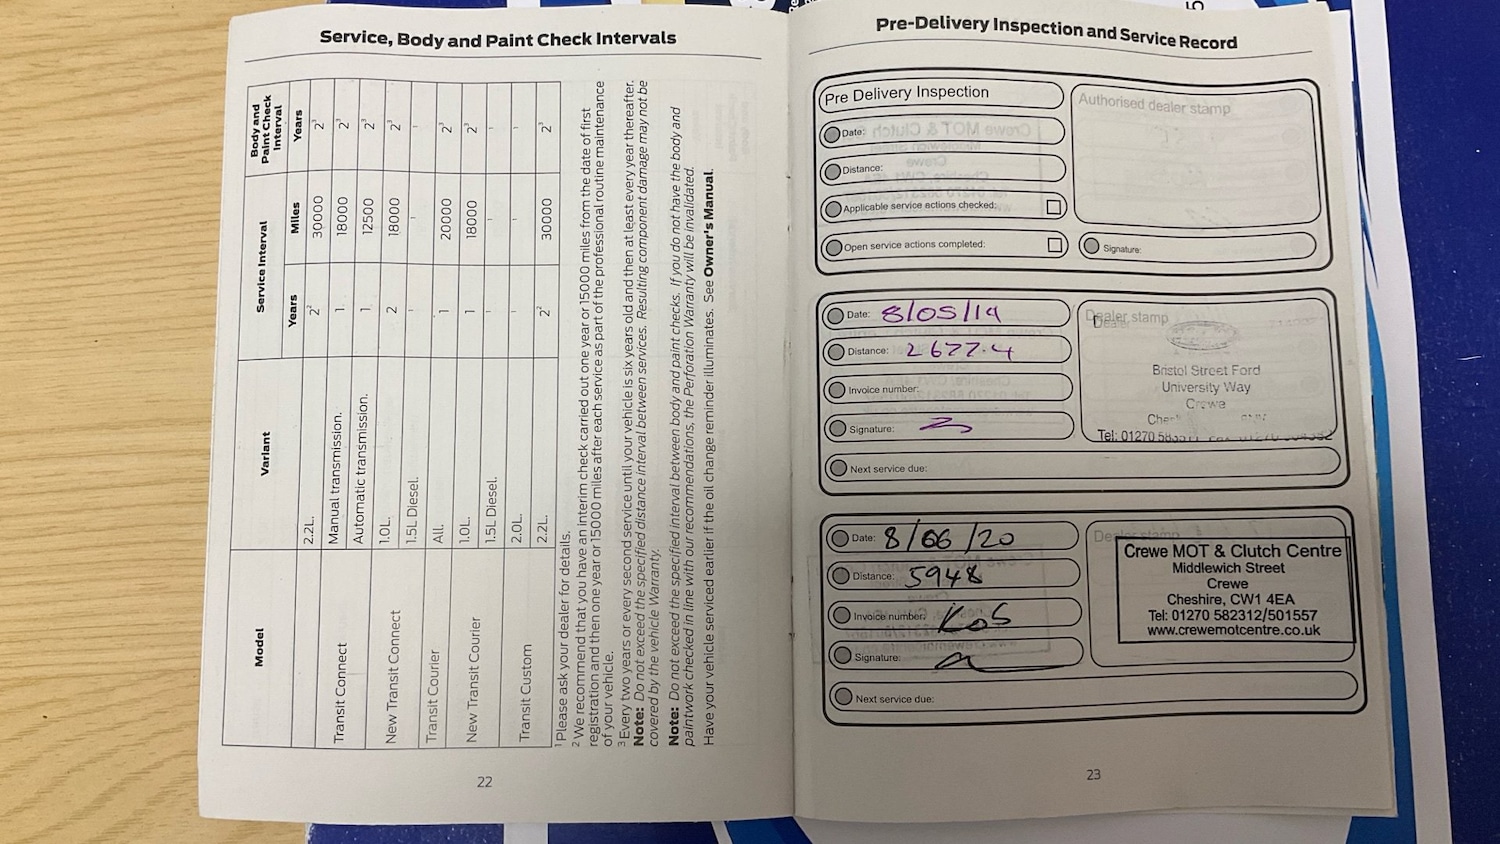 Service, Body and Paint Check Intervals
Model
Variant
Service Interval
Body and Paint Check Interval
Years
Miles
Years
2.2L.
2²
30000
2³
Transit Connect
Manual transmission.
1
18000
2³
Automatic transmission.
1
12500
2³
New Transit Connect
1.0L.
2
18000
2³
1.5L Diesel.
Transit Courier
All.
1
20000
2³
New Transit Courier
1.0L.
1
18000
2³
1.5L Diesel.
Transit Custom
2.0L.
2.2L.
2²
30000
2³
¹ Please ask your dealer for details.
² We recommend that you have an interim check carried out one year or 15000 miles from the date of first
registration and then one year or 15000 miles after each service as part of the professional routine maintenance
of your vehicle.
³ Every two years or every second service until your vehicle is six years old and then at least every year thereafter.
Note: Do not exceed the specified distance interval between services. Resulting component damage may not be
covered by the vehicle Warranty.
Note: Do not exceed the specified interval between body and paint checks. If you do not have the body and
paintwork checked in line with our recommendations, the Perforation Warranty will be invalidated.
Have your vehicle serviced earlier if the oil change reminder illuminates. See Owner's Manual.
22
Pre-Delivery Inspection and Service Record
Pre Delivery Inspection
Date:
Distance:
Applicable service actions checked:
Open service actions completed:
Authorised dealer stamp
Signature:
Date: 8/05/19
Distance: 2677.4
Invoice number:
Signature:
Next service due:
Dealer stamp
Bristol Street Ford
University Way
Crewe
Tel: 01270
Date: 8/06/20
Distance: 5948
Invoice number: KoS
Signature:
Next service due:
Dealer stamp
Crewe MOT & Clutch Centre
Middlewich Street
Crewe
Cheshire, CW1 4EA
Tel: 01270 582312/501557
www.crewemotcentre.co.uk
23